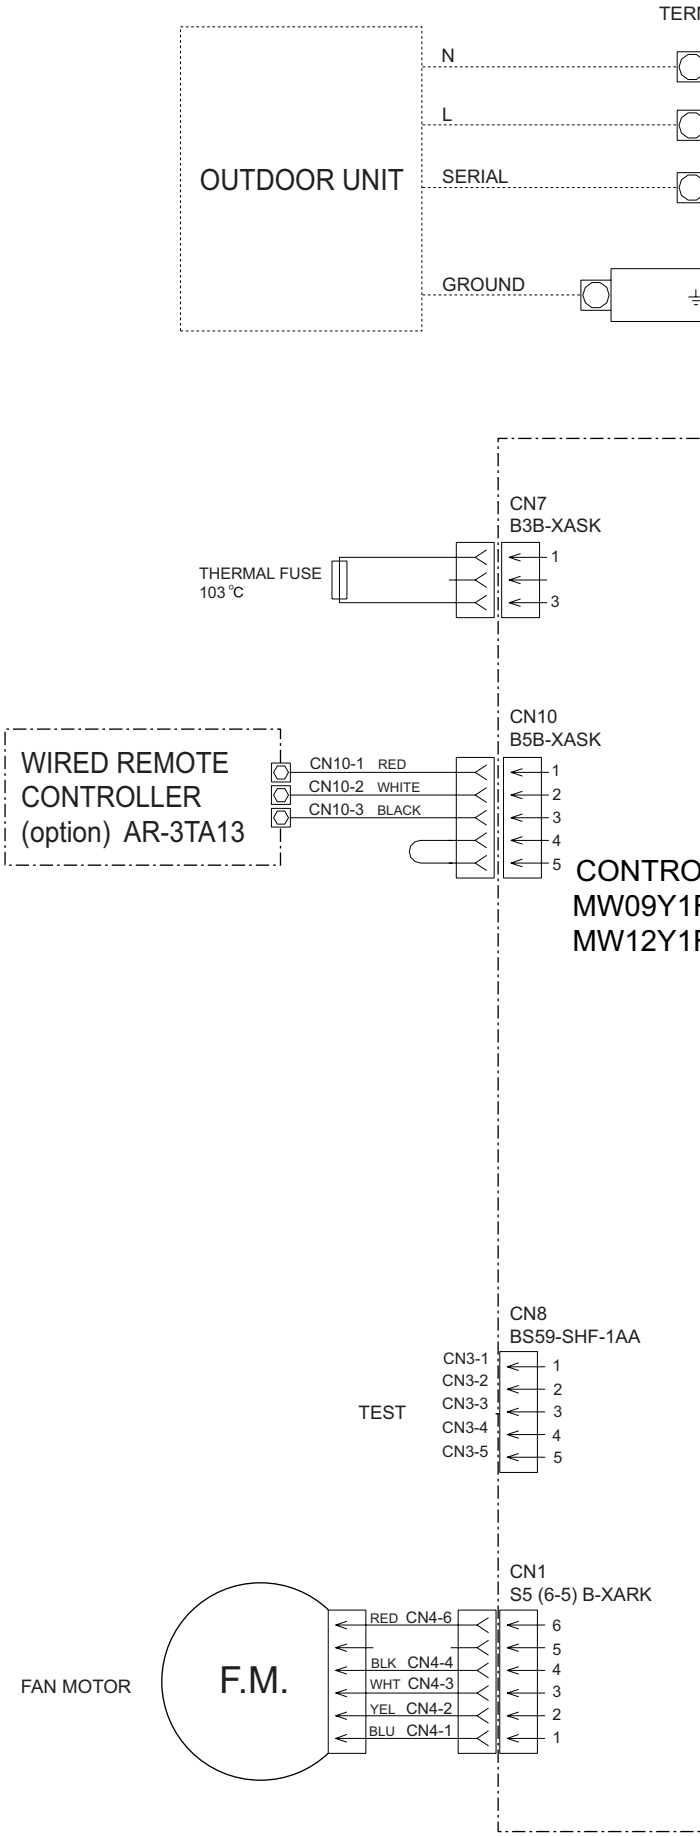 TERM
N
L
OUTDOOR UNIT
SERIAL
GROUND
CN7
B3B-XASK
THERMAL FUSE
103 °C
1
3
CN10
B5B-XASK
WIRED REMOTE
CONTROLLER
(option) AR-3TA13
CN10-1 RED
CN10-2 WHITE
CN10-3 BLACK
1
2
3
4
5
CONTRO
MW09Y1
MW12Y1
CN8
BS59-SHF-1AA
TEST
CN3-1
CN3-2
CN3-3
CN3-4
CN3-5
1
2
3
4
5
CN1
S5 (6-5) B-XARK
FAN MOTOR
F.M.
RED CN4-6
BLK CN4-4
WHT CN4-3
YEL CN4-2
BLU CN4-1
6
5
4
3
2
1